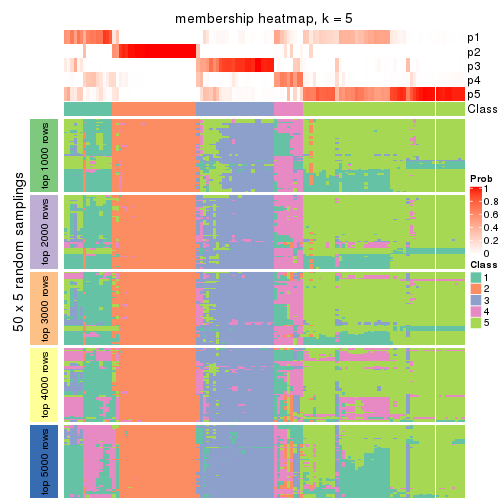 membership heatmap, k = 5
p1
p2
p3
p4
p5
Class
50 x 5 random samplings
top 1000 rows
top 2000 rows
top 3000 rows
top 4000 rows
top 5000 rows
Prob
1
0.8
0.6
0.4
0.2
0
Class
1
2
3
4
5